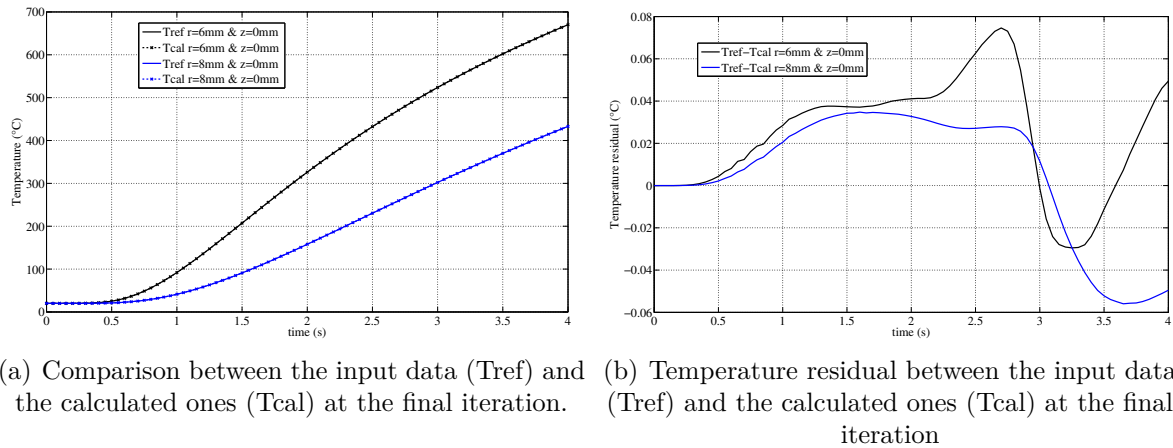 700
600
500
400
300
200
100
0
Temperature (°C)
Tref r=6mm & z=0mm
Tcal r=6mm & z=0mm
Tref r=8mm & z=0mm
Tcal r=8mm & z=0mm
0 0.5 1 1.5 2 2.5 3 3.5 4
time (s)
0.08
0.06
0.04
0.02
0
−0.02
−0.04
−0.06
Temperature residual (°C)
Tref−Tcal r=6mm & z=0mm
Tref−Tcal r=8mm & z=0mm
0 0.5 1 1.5 2 2.5 3 3.5 4
time (s)
a) Comparison between the input data (Tref) and
the calculated ones (Tcal) at the final iteration.
(b) Temperature residual between the input data
(Tref) and the calculated ones (Tcal) at the final
iteration